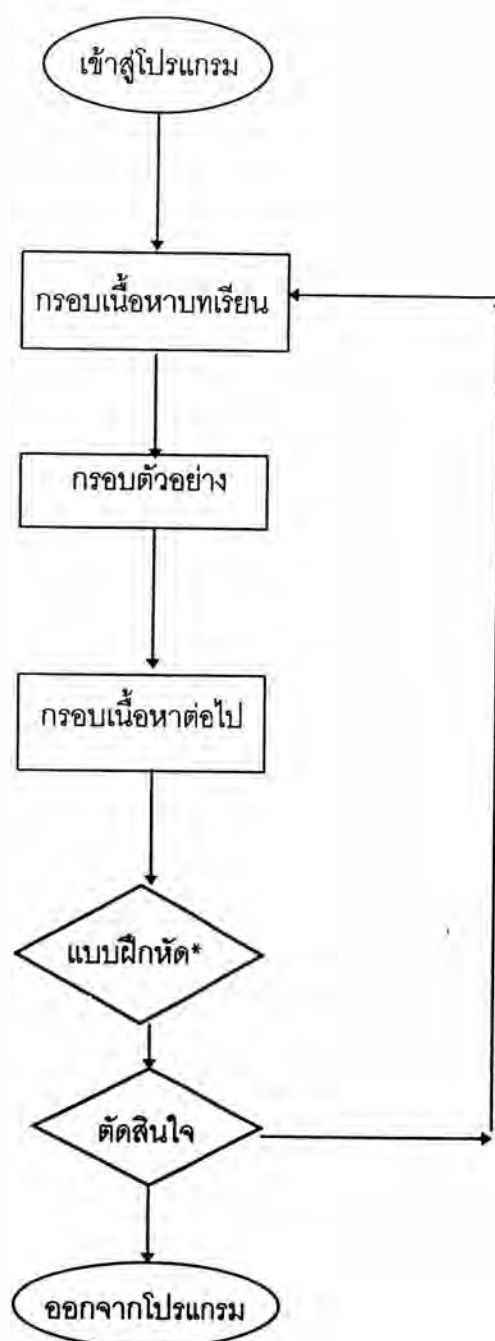 เข้าสู่โปรแกรม
กรอบเนื้อหาบทเรียน
กรอบตัวอย่าง
กรอบเนื้อหาต่อไป
แบบฝึกหัด*
ตัดสินใจ
ออกจากโปรแกรม